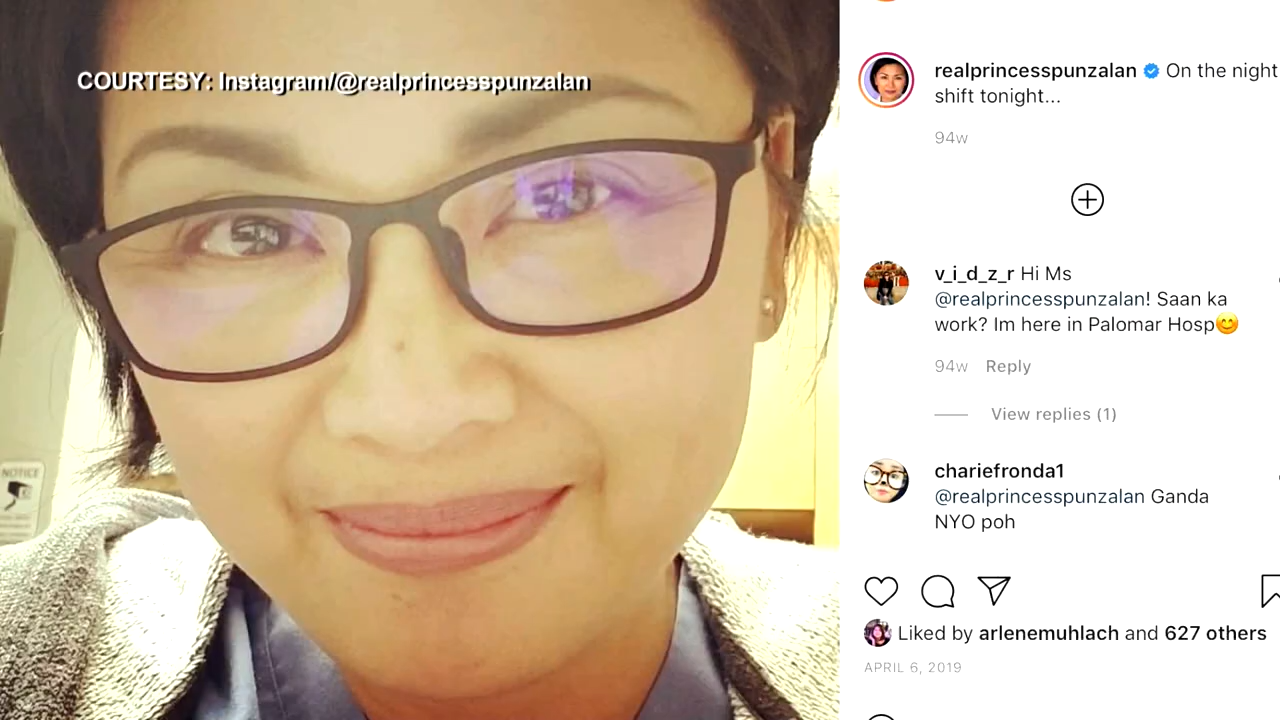 COURTESY: Instagram/@realprincesspunzalan
NOTICE
realprincesspunzalan On the night
shift tonight...
94w
v_i_d_z_r Hi Ms
@realprincesspunzalan! Saan ka
work? Im here in Palomar Hosp😊
94w Reply
View replies (1)
chariefronda1
@realprincesspunzalan Ganda
NYO poh
Liked by arlenemuhlach and 627 others
APRIL 6, 2019